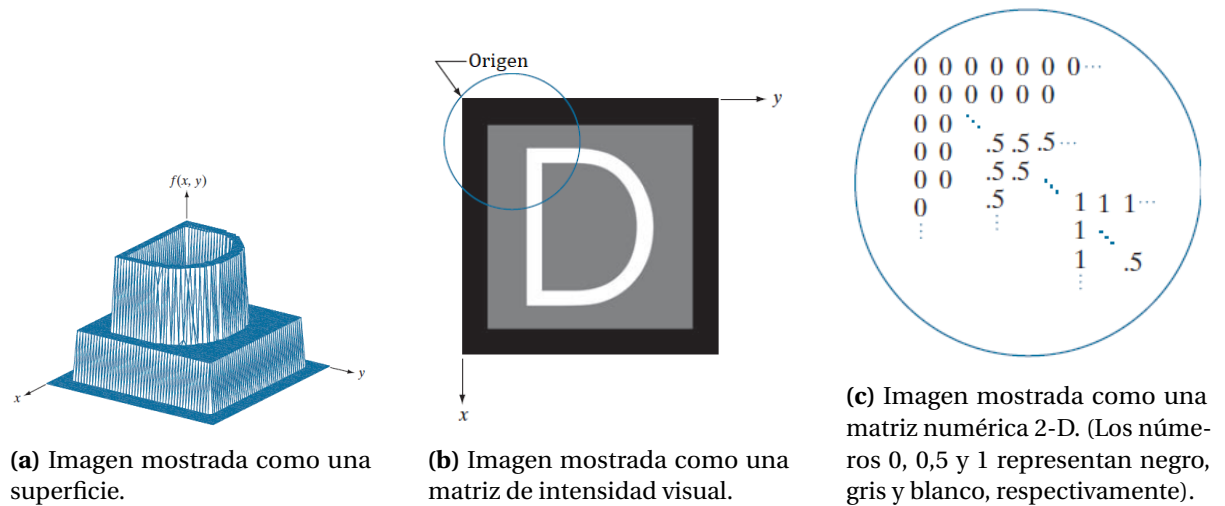 f(x, y)
x
y
(a) Imagen mostrada como una
superficie.
Origen
y
D
x
(b) Imagen mostrada como una
matriz de intensidad visual.
0 0 0 0 0 0 0 ···
0 0 0 0 0 0
0 0 ⋱
0 0 .5 .5 .5 ···
0 0 .5 .5 ⋱
0 .5 1 1 1 ···
⋮ ⋮ 1 ⋱
1 .5
⋮
(c) Imagen mostrada como una
matriz numérica 2-D. (Los núme-
ros 0, 0,5 y 1 representan negro,
gris y blanco, respectivamente).